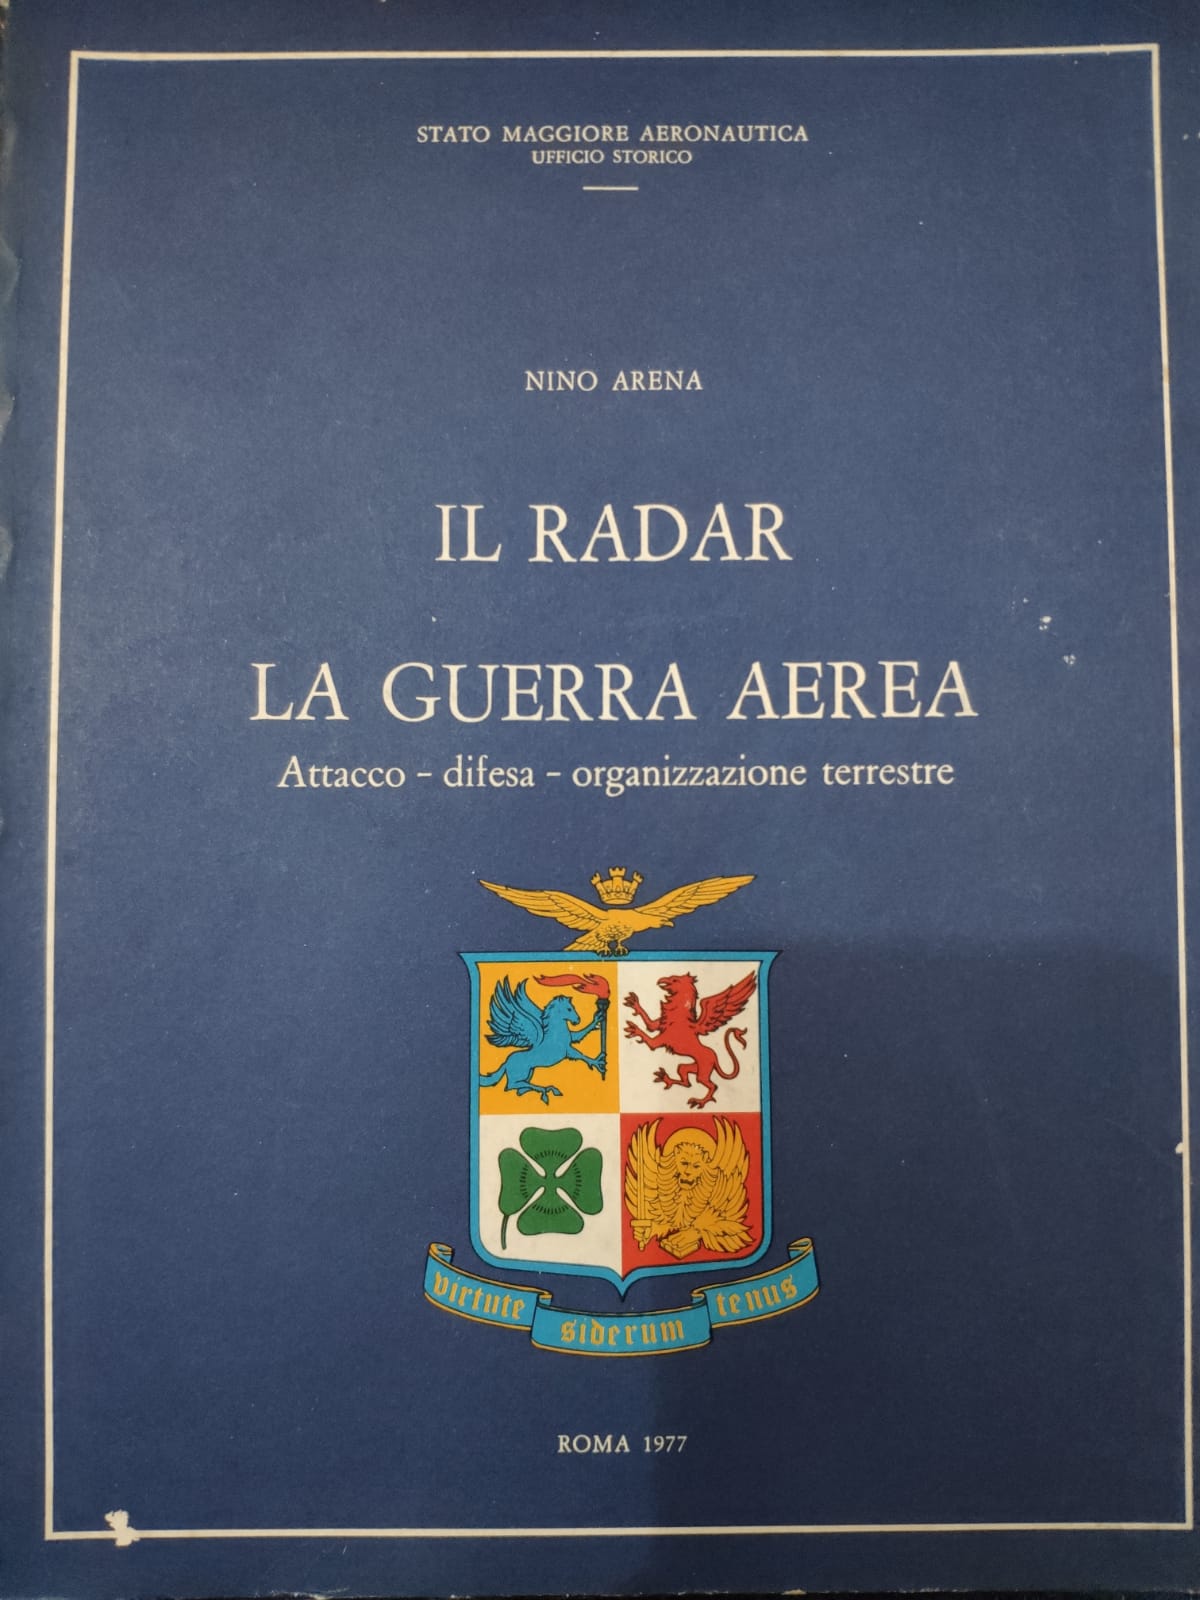 STATO MAGGIORE AERONAUTICA
UFFICIO STORICO
NINO ARENA
IL RADAR
LA GUERRA AEREA
Attacco - difesa - organizzazione terrestre
virtute siderum tenus
ROMA 1977